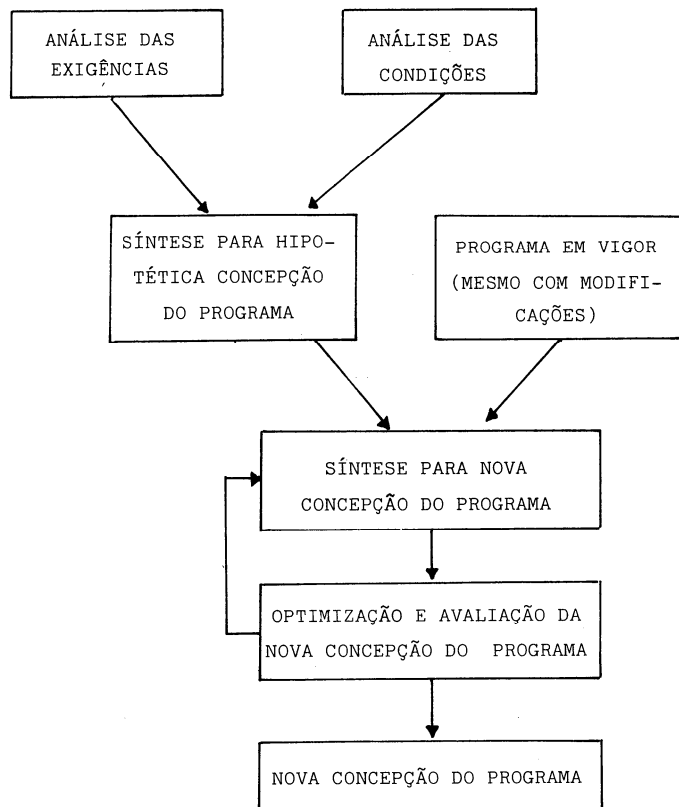 ANÁLISE DAS
EXIGÊNCIAS
ANÁLISE DAS
CONDIÇÕES
SÍNTESE PARA HIPO-
TÉTICA CONCEPÇÃO
DO PROGRAMA
PROGRAMA EM VIGOR
(MESMO COM MODIFI-
CAÇÕES)
SÍNTESE PARA NOVA
CONCEPÇÃO DO PROGRAMA
OPTIMIZAÇÃO E AVALIAÇÃO DA
NOVA CONCEPÇÃO DO PROGRAMA
NOVA CONCEPÇÃO DO PROGRAMA